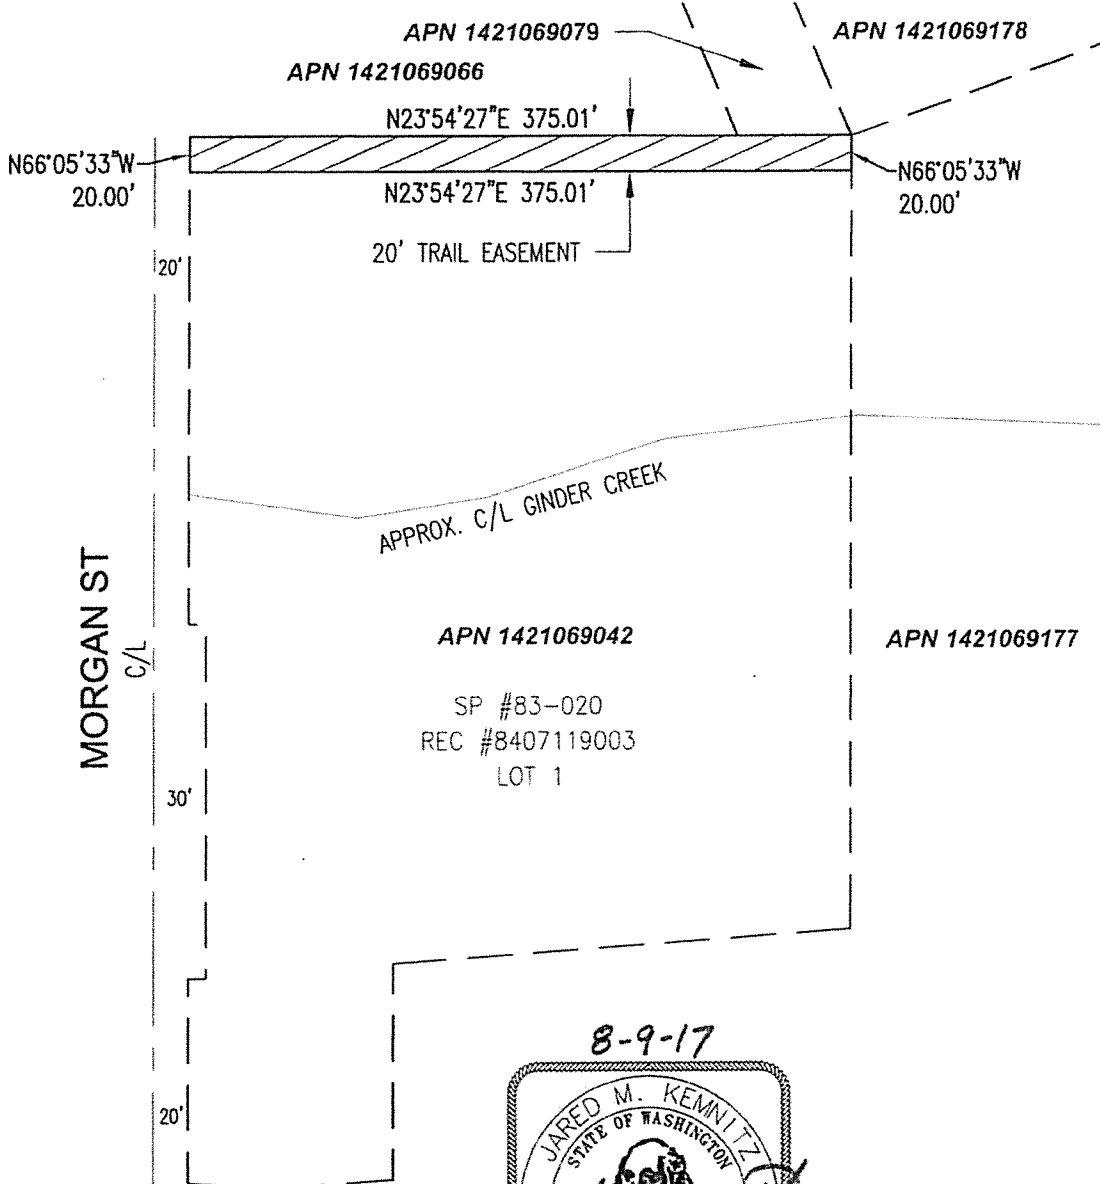 APN 1421069079
APN 1421069178
APN 1421069066
N23°54'27"E 375.01'
N66°05'33"W
20.00'
N66°05'33"W
20.00'
N23°54'27"E 375.01'
20' TRAIL EASEMENT
20'
APPROX. C/L GINDER CREEK
MORGAN ST
C/L
APN 1421069042
APN 1421069177
SP #83-020
REC #8407119003
LOT 1
30'
8-9-17
20'
JARED M. KEMNITZ
STATE OF WASHINGTON